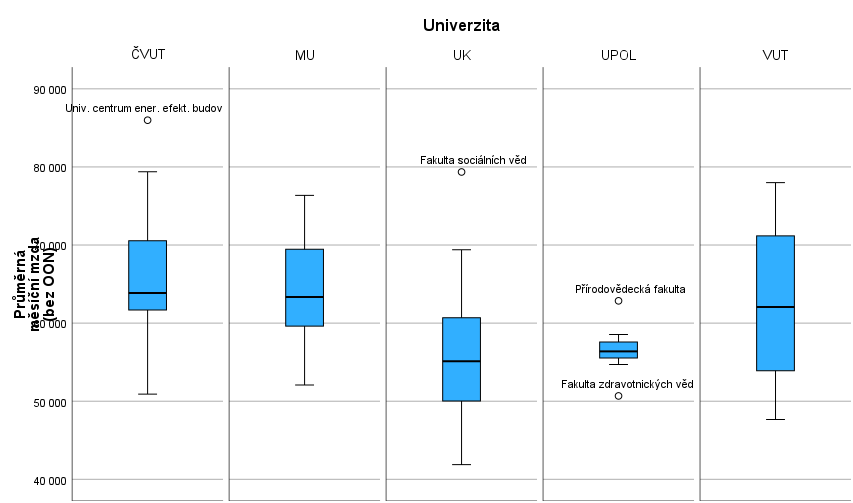 Univerzita
ČVUT
MU
UK
UPOL
VUT
90 000
Univ. centrum ener. efekt. budov
Fakulta sociálních věd
80 000
Průměrná
měsíční mzda
(bez OON)
Přírodovědecká fakulta
Fakulta zdravotnických věd
50 000
40 000